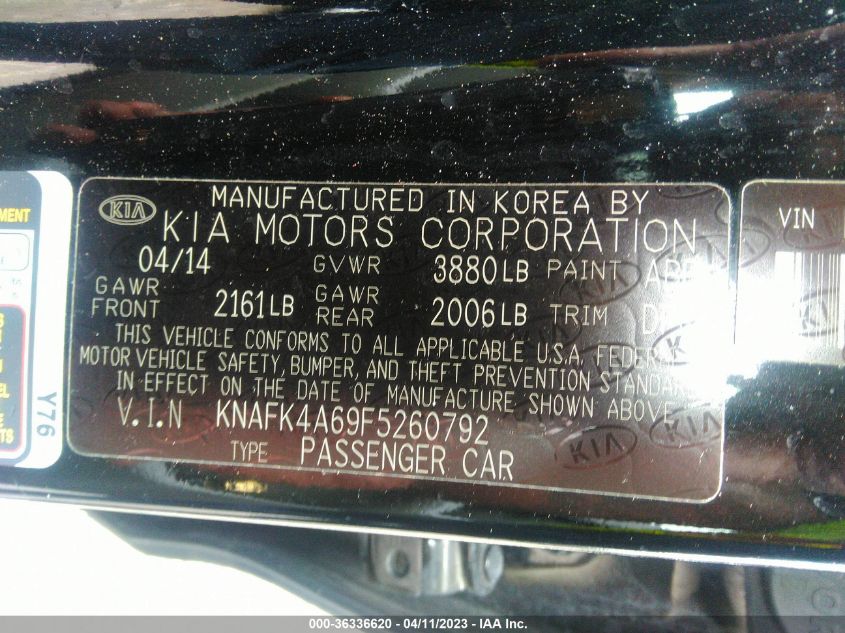 MANUFACTURED IN KOREA BY
KIA KIA MOTORS CORPORATION
04/14 GVWR 3880LB PAINT
GAWR FRONT 2161LB GAWR REAR 2006LB TRIM
THIS VEHICLE CONFORMS TO ALL APPLICABLE U.S.A.
MOTOR VEHICLE SAFETY, BUMPER, AND THEFT PREVENTION
IN EFFECT ON THE DATE OF MANUFACTURE SHOWN ABOVE
V.I.N KNAFK4A69F5260792
TYPE PASSENGER CAR
KIA
KIA
VIN
Y76
000-36336620 - 04/11/2023 - IAA Inc.